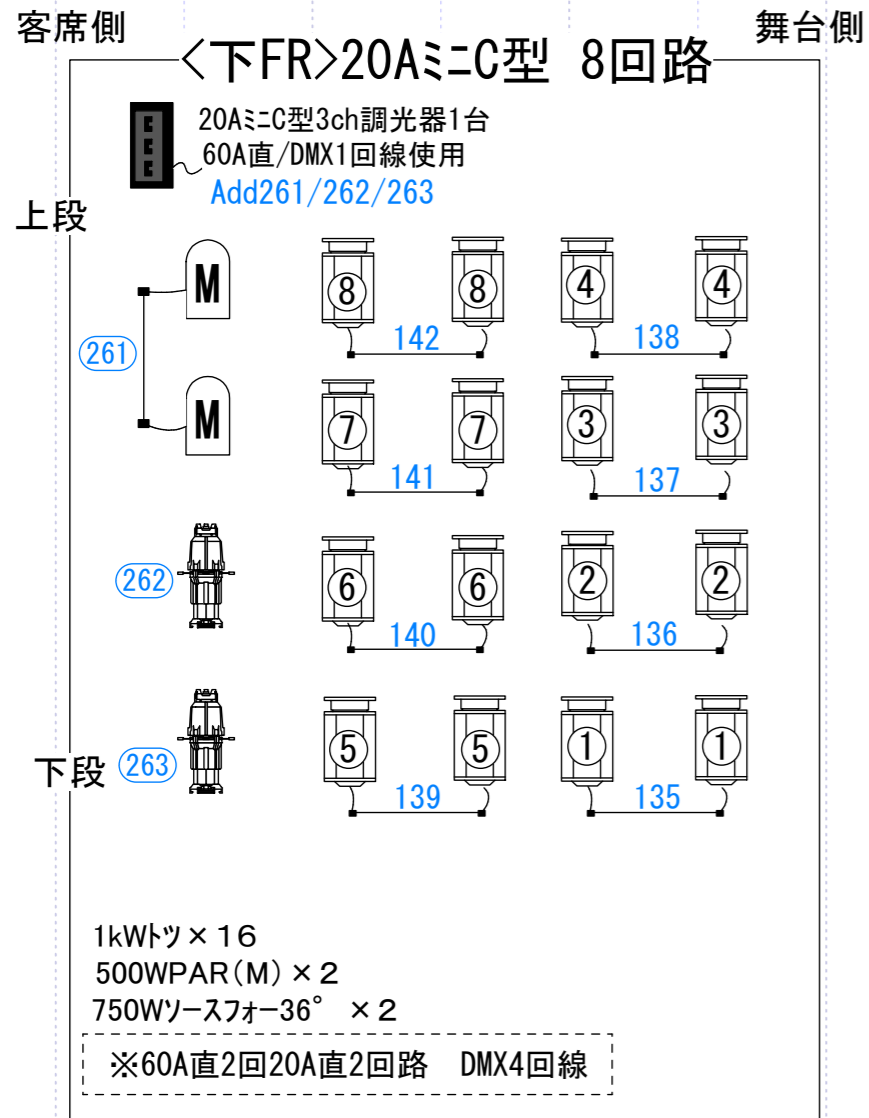 客席側
舞台側
<下FR>20AﾐﾆC型 8回路
20AﾐﾆC型3ch調光器1台
60A直/DMX1回線使用
Add261/262/263
上段
M
8 8 4 4
261
142 138
M
7 7 3 3
141 137
262
6 6 2 2
140 136
下段
263
5 5 1 1
139 135
1kWﾄツ×16
500WPAR(M)×2
750Wソースフォー36° ×2
※60A直2回20A直2回路 DMX4回線